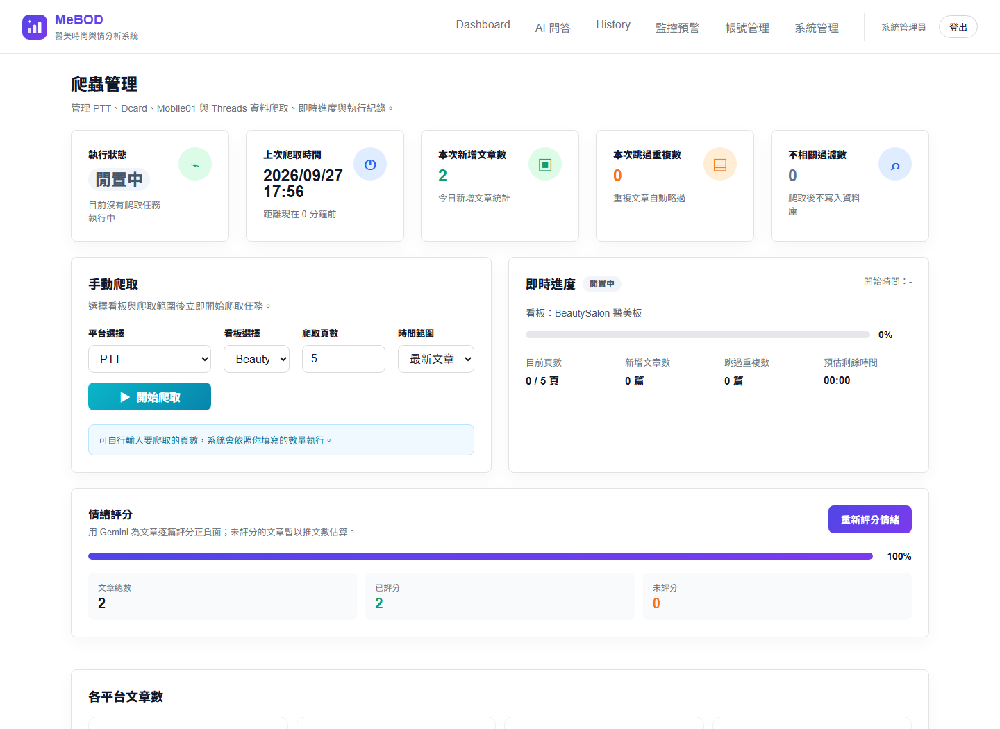 MeBOD
醫美時尚輿情分析系統
Dashboard
AI 問答
History
監控預警
帳號管理
系統管理
系統管理員
登出
爬蟲管理
管理 PTT、Dcard、Mobile01 與 Threads 資料爬取、即時進度與執行紀錄。
執行狀態
閒置中
目前沒有爬取任務
執行中
上次爬取時間
2026/09/27
17:56
距離現在 0 分鐘前
本次新增文章數
2
今日新增文章統計
本次跳過重複數
0
重複文章自動略過
不相關過濾數
0
爬取後不寫入資料
庫
手動爬取
選擇看板與爬取範圍後立即開始爬取任務。
平台選擇
看板選擇
爬取頁數
時間範圍
PTT
Beauty
5
最新文章
▶ 開始爬取
可自行輸入要爬取的頁數，系統會依照你填寫的數量執行。
即時進度
閒置中
開始時間：-
看板：BeautySalon 醫美板
0%
目前頁數
新增文章數
跳過重複數
預估剩餘時間
0 / 5 頁
0 篇
0 篇
00:00
情緒評分
用 Gemini 為文章逐篇評分正負面；未評分的文章暫以推文數估算。
重新評分情緒
100%
文章總數
2
已評分
2
未評分
0
各平台文章數